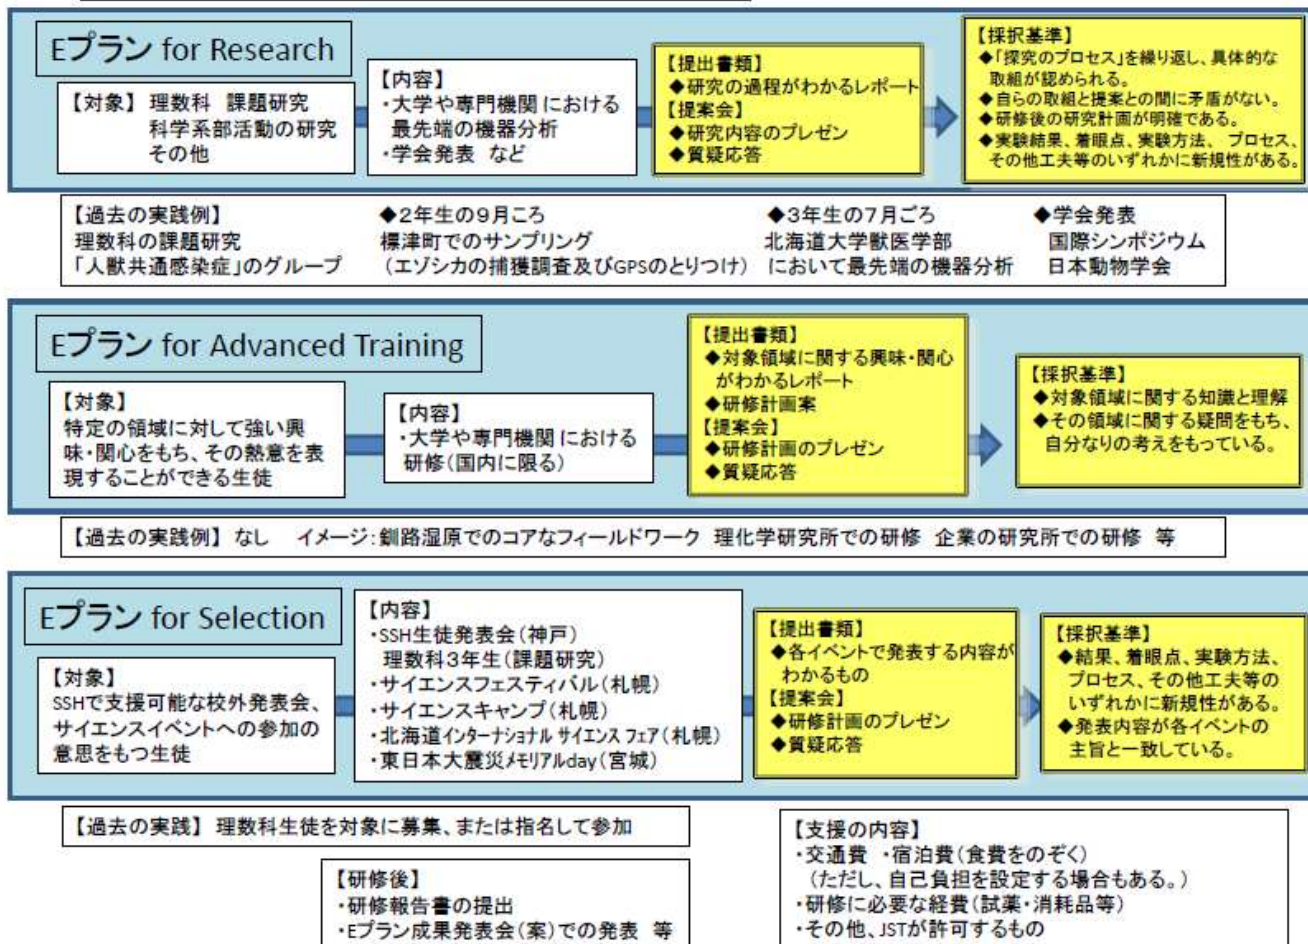 Eプラン for Research
【対象】 理数科 課題研究
科学系部活動の研究
その他
【内容】
・大学や専門機関における
最先端の機器分析
・学会発表 など
【提出書類】
◆研究の過程がわかるレポート
【提案会】
◆研究内容のプレゼン
◆質疑応答
【採択基準】
◆「探究のプロセス」を繰り返し、具体的な
取組が認められる。
◆自らの取組と提案との間に矛盾がない。
◆研修後の研究計画が明確である。
◆実験結果、着眼点、実験方法、 プロセス、
その他工夫等のいずれかに新規性がある。
【過去の実践例】
理数科の課題研究
「人獣共通感染症」のグループ
◆2年生の9月ころ
標津町でのサンプリング
(エゾシカの捕獲調査及びGPSのとりつけ)
◆3年生の7月ごろ
北海道大学獣医学部
において最先端の機器分析
◆学会発表
国際シンポジウム
日本動物学会
Eプラン for Advanced Training
【対象】
特定の領域に対して強い興
味・関心をもち、その熱意を表
現することができる生徒
【内容】
・大学や専門機関における
研修(国内に限る)
【提出書類】
◆対象領域に関する興味・関心
がわかるレポート
◆研修計画案
【提案会】
◆研修計画のプレゼン
◆質疑応答
【採択基準】
◆対象領域に関する知識と理解
◆その領域に関する疑問をもち、
自分なりの考えをもっている。
【過去の実践例】 なし イメージ:釧路湿原でのコアなフィールドワーク 理化学研究所での研修 企業の研究所での研修 等
Eプラン for Selection
【対象】
SSHで支援可能な校外発表会、
サイエンスイベントへの参加の
意思をもつ生徒
【内容】
・SSH生徒発表会(神戸)
理数科3年生(課題研究)
・サイエンスフェスティバル(札幌)
・サイエンスキャンプ(札幌)
・北海道インターナショナル サイエンス フェア(札幌)
・東日本大震災メモリアルday(宮城)
【提出書類】
◆各イベントで発表する内容が
わかるもの
【提案会】
◆研修計画のプレゼン
◆質疑応答
【採択基準】
◆結果、着眼点、実験方法、
プロセス、その他工夫等の
いずれかに新規性がある。
◆発表内容が各イベントの
主旨と一致している。
【過去の実践】 理数科生徒を対象に募集、または指名して参加
【研修後】
・研修報告書の提出
・Eプラン成果発表会(案)での発表 等
【支援の内容】
・交通費 ・宿泊費(食費をのぞく)
(ただし、自己負担を設定する場合もある。)
・研修に必要な経費(試薬・消耗品等)
・その他、JSTが許可するもの